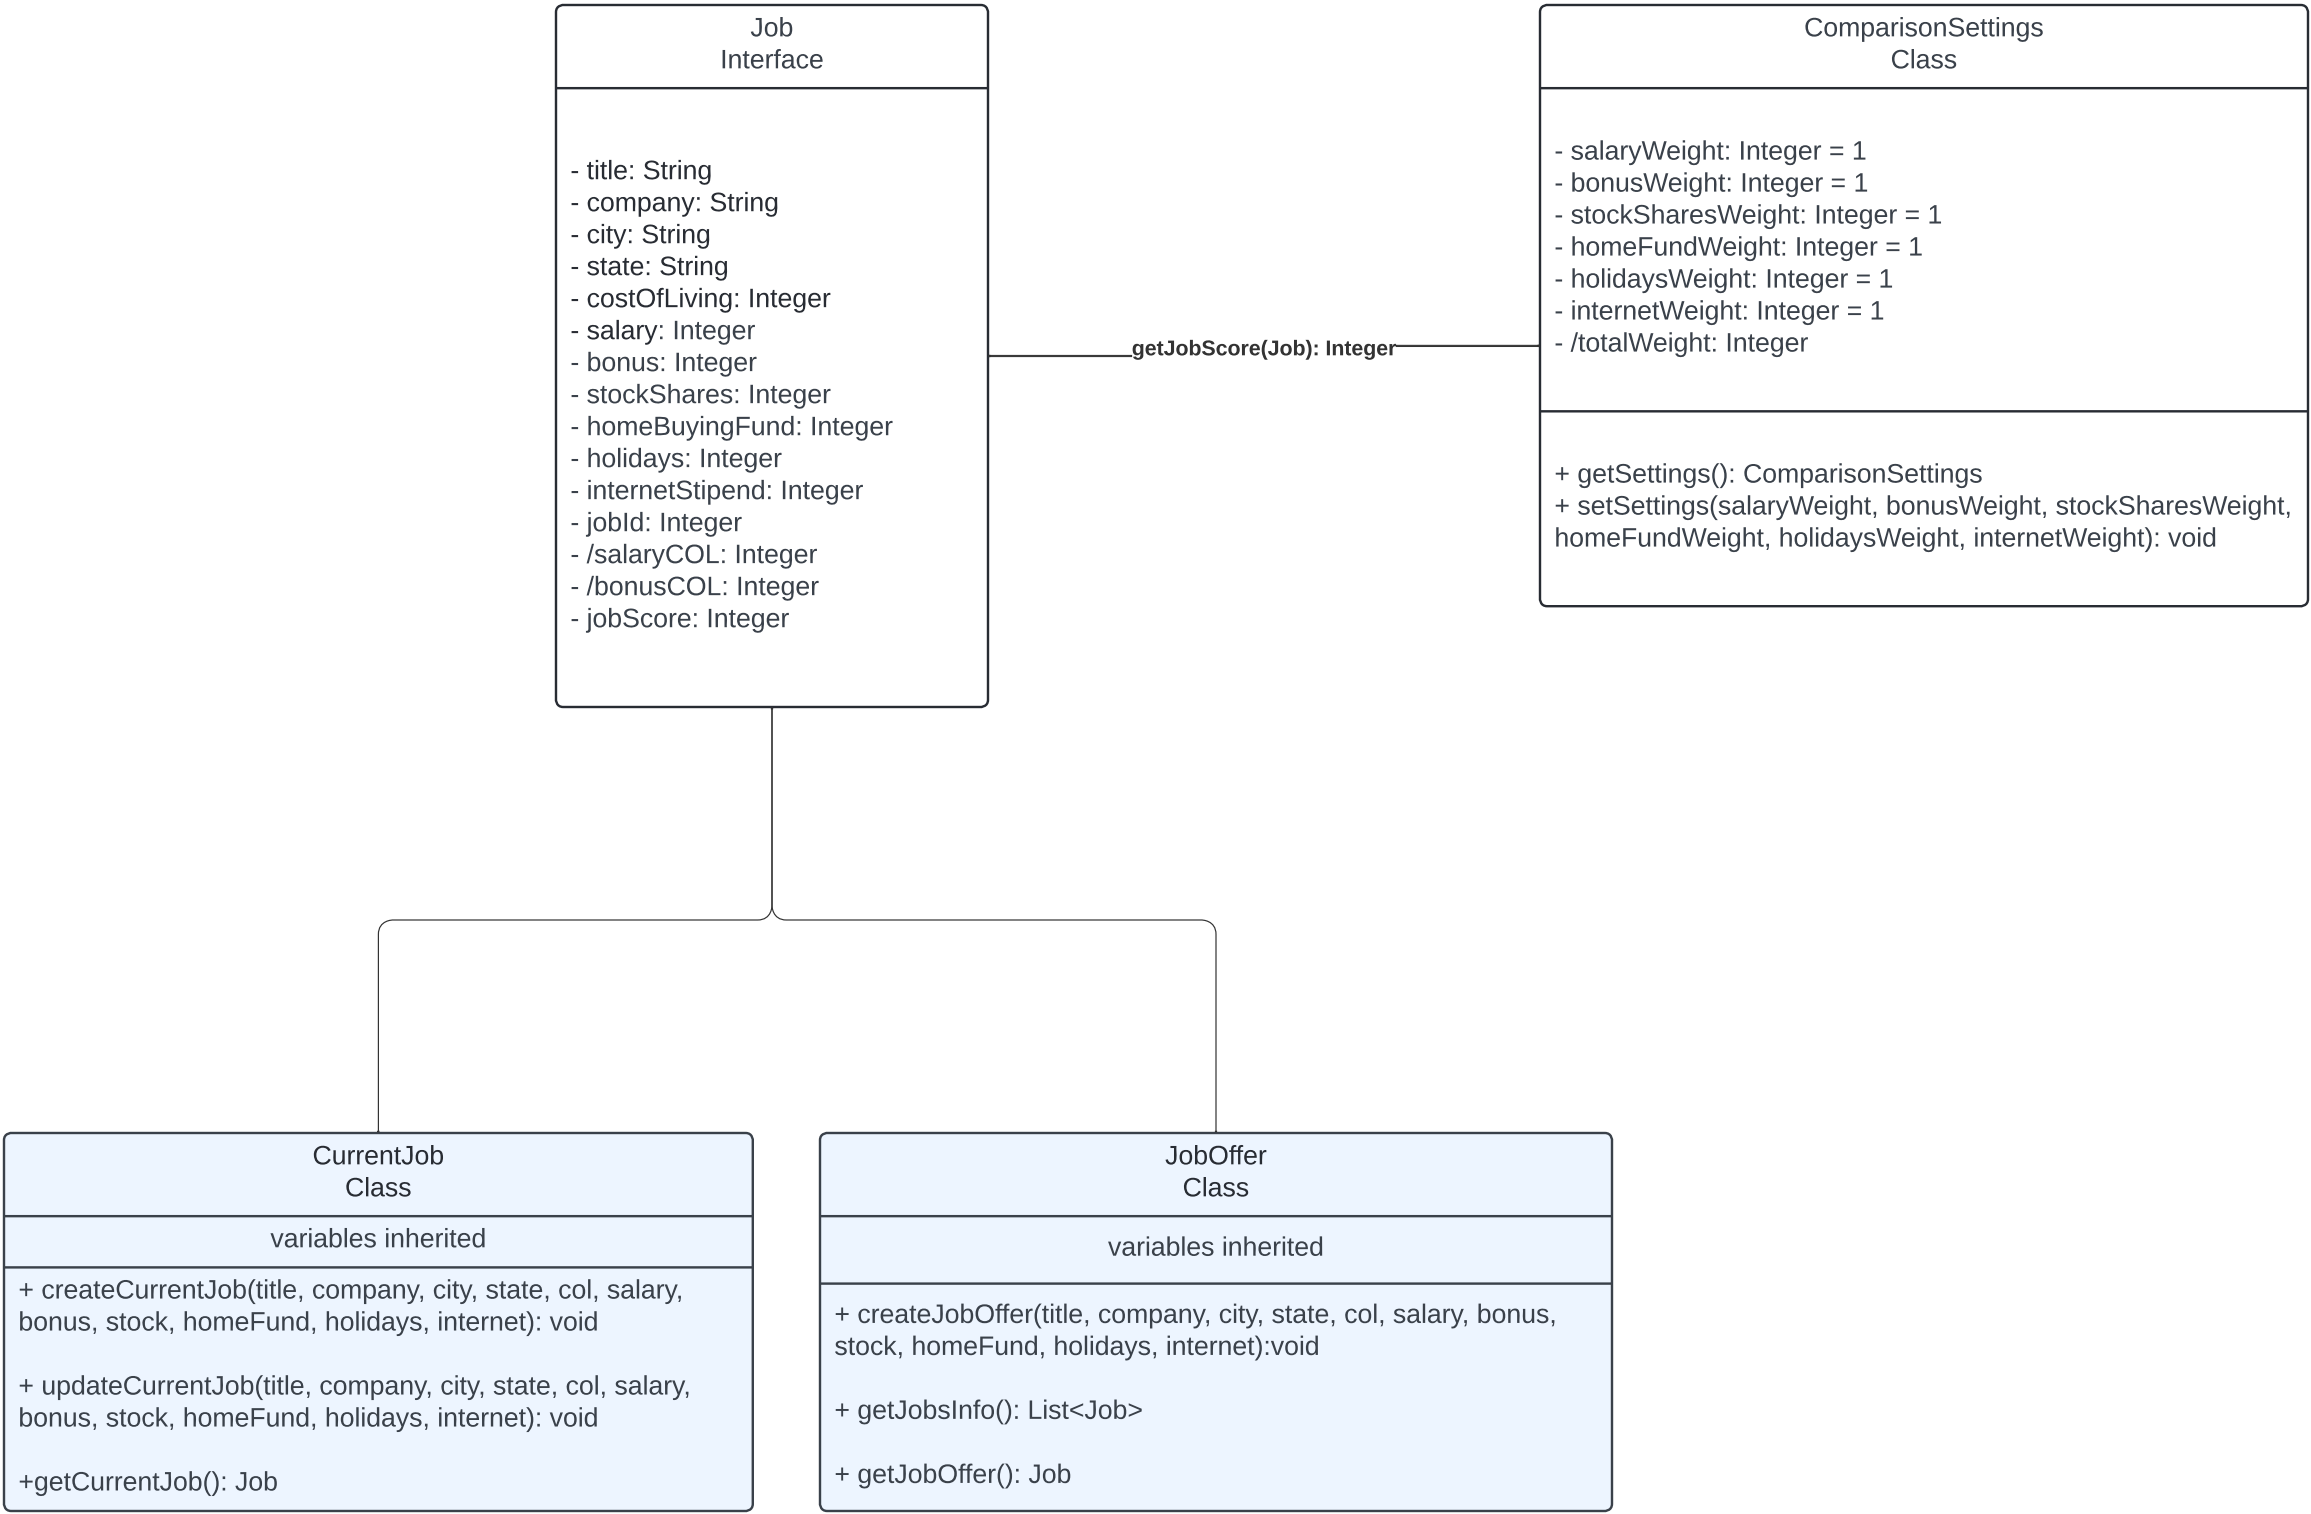 Job
Interface
- title: String
- company: String
- city: String
- state: String
- costOfLiving: Integer
- salary: Integer
- bonus: Integer
- stockShares: Integer
- homeBuyingFund: Integer
- holidays: Integer
- internetStipend: Integer
- jobId: Integer
- /salaryCOL: Integer
- /bonusCOL: Integer
- jobScore: Integer
getJobScore(Job): Integer
ComparisonSettings
Class
- salaryWeight: Integer = 1
- bonusWeight: Integer = 1
- stockSharesWeight: Integer = 1
- homeFundWeight: Integer = 1
- holidaysWeight: Integer = 1
- internetWeight: Integer = 1
- /totalWeight: Integer
+ getSettings(): ComparisonSettings
+ setSettings(salaryWeight, bonusWeight, stockSharesWeight,
homeFundWeight, holidaysWeight, internetWeight): void
CurrentJob
Class
variables inherited
+ createCurrentJob(title, company, city, state, col, salary,
bonus, stock, homeFund, holidays, internet): void
+ updateCurrentJob(title, company, city, state, col, salary,
bonus, stock, homeFund, holidays, internet): void
+getCurrentJob(): Job
JobOffer
Class
variables inherited
+ createJobOffer(title, company, city, state, col, salary, bonus,
stock, homeFund, holidays, internet):void
+ getJobsInfo(): List<Job>
+ getJobOffer(): Job